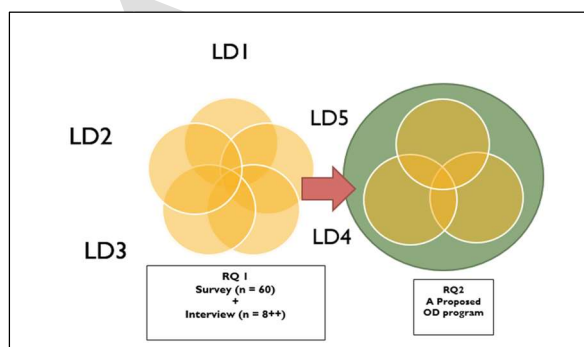 LD1
LD2
LD5
LD3
LD4
RQ 1
Survey (n = 60)
+
Interview (n = 8++)
RQ2
A Proposed
OD program